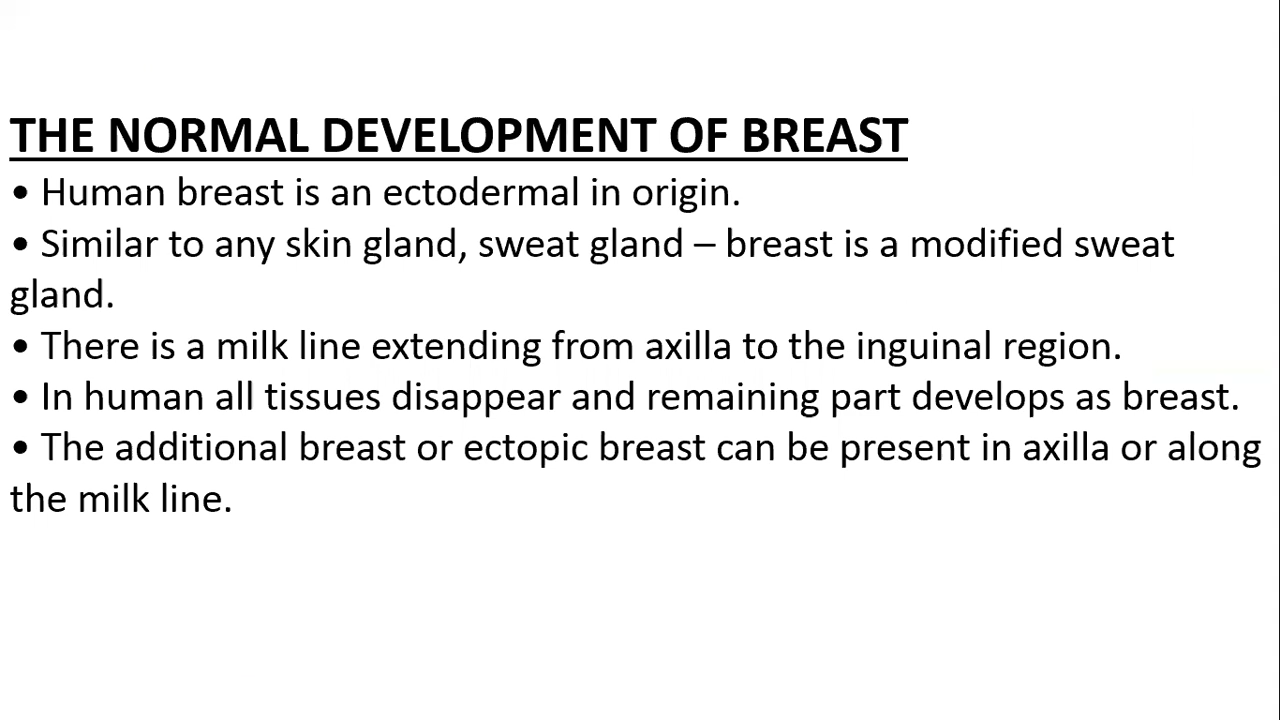 THE NORMAL DEVELOPMENT OF BREAST
• Human breast is an ectodermal in origin.
• Similar to any skin gland, sweat gland – breast is a modified sweat
gland.
• There is a milk line extending from axilla to the inguinal region.
• In human all tissues disappear and remaining part develops as breast.
• The additional breast or ectopic breast can be present in axilla or along
the milk line.